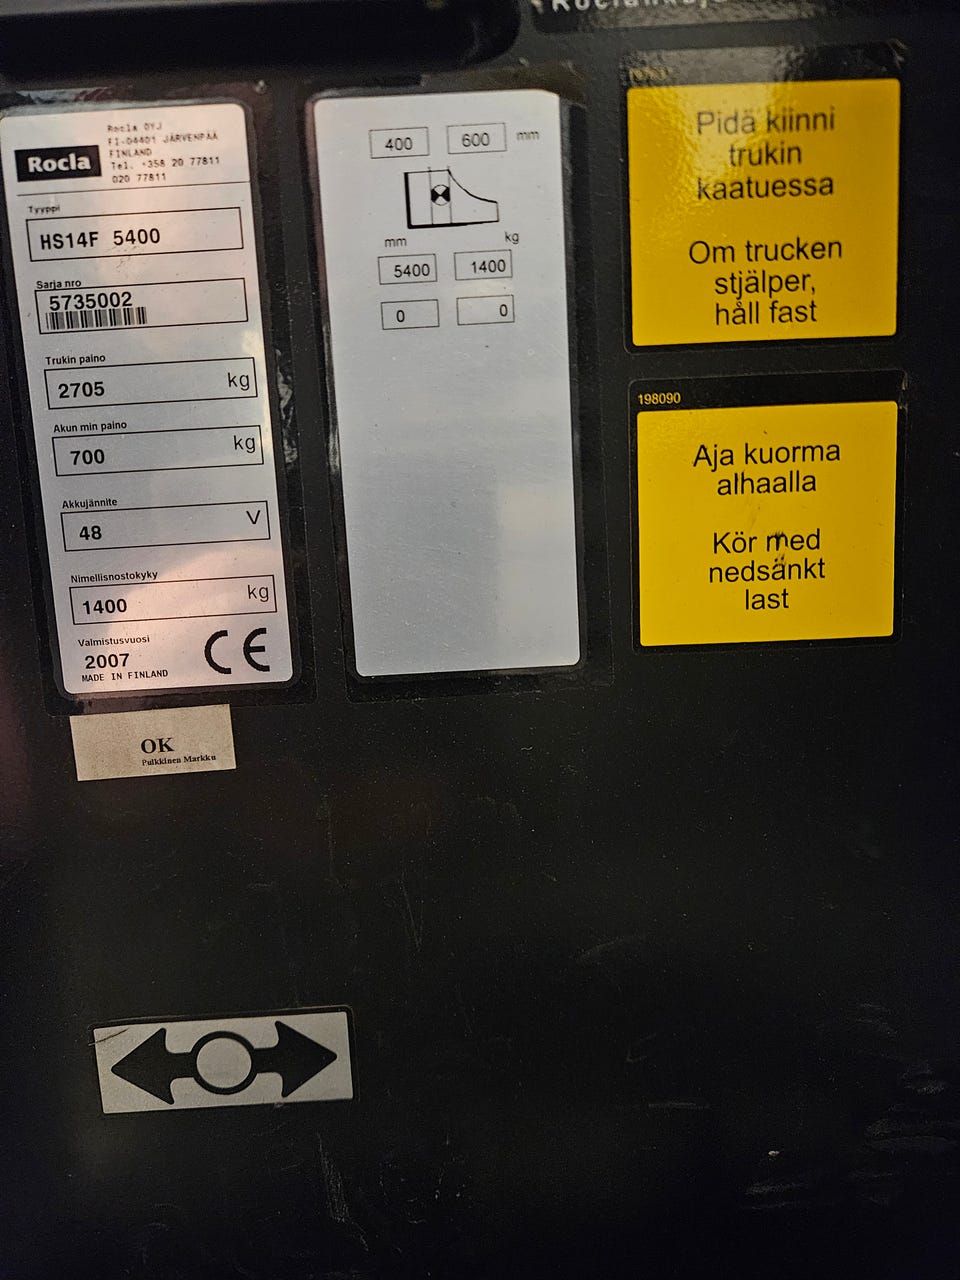 Rocla OYJ
FI-04401 JÄRVENPÄÄ
FINLAND
Tel. +358 20 77811
020 77811
Rocla
Tyyppi
HS14F 5400
Sarja nro
5735002
Trukin paino
2705 kg
Akun min paino
700 kg
Akkujännite
48 V
Nimellisnostokyky
1400 kg
Valmistusvuosi
2007
MADE IN FINLAND
CE
OK
Pulkkinen Markku
400 600 mm
mm kg
5400 1400
0 0
Pidä kiinni
trukin
kaatuessa
Om trucken
stjälper,
håll fast
198090
Aja kuorma
alhaalla
Kör med
nedsänkt
last